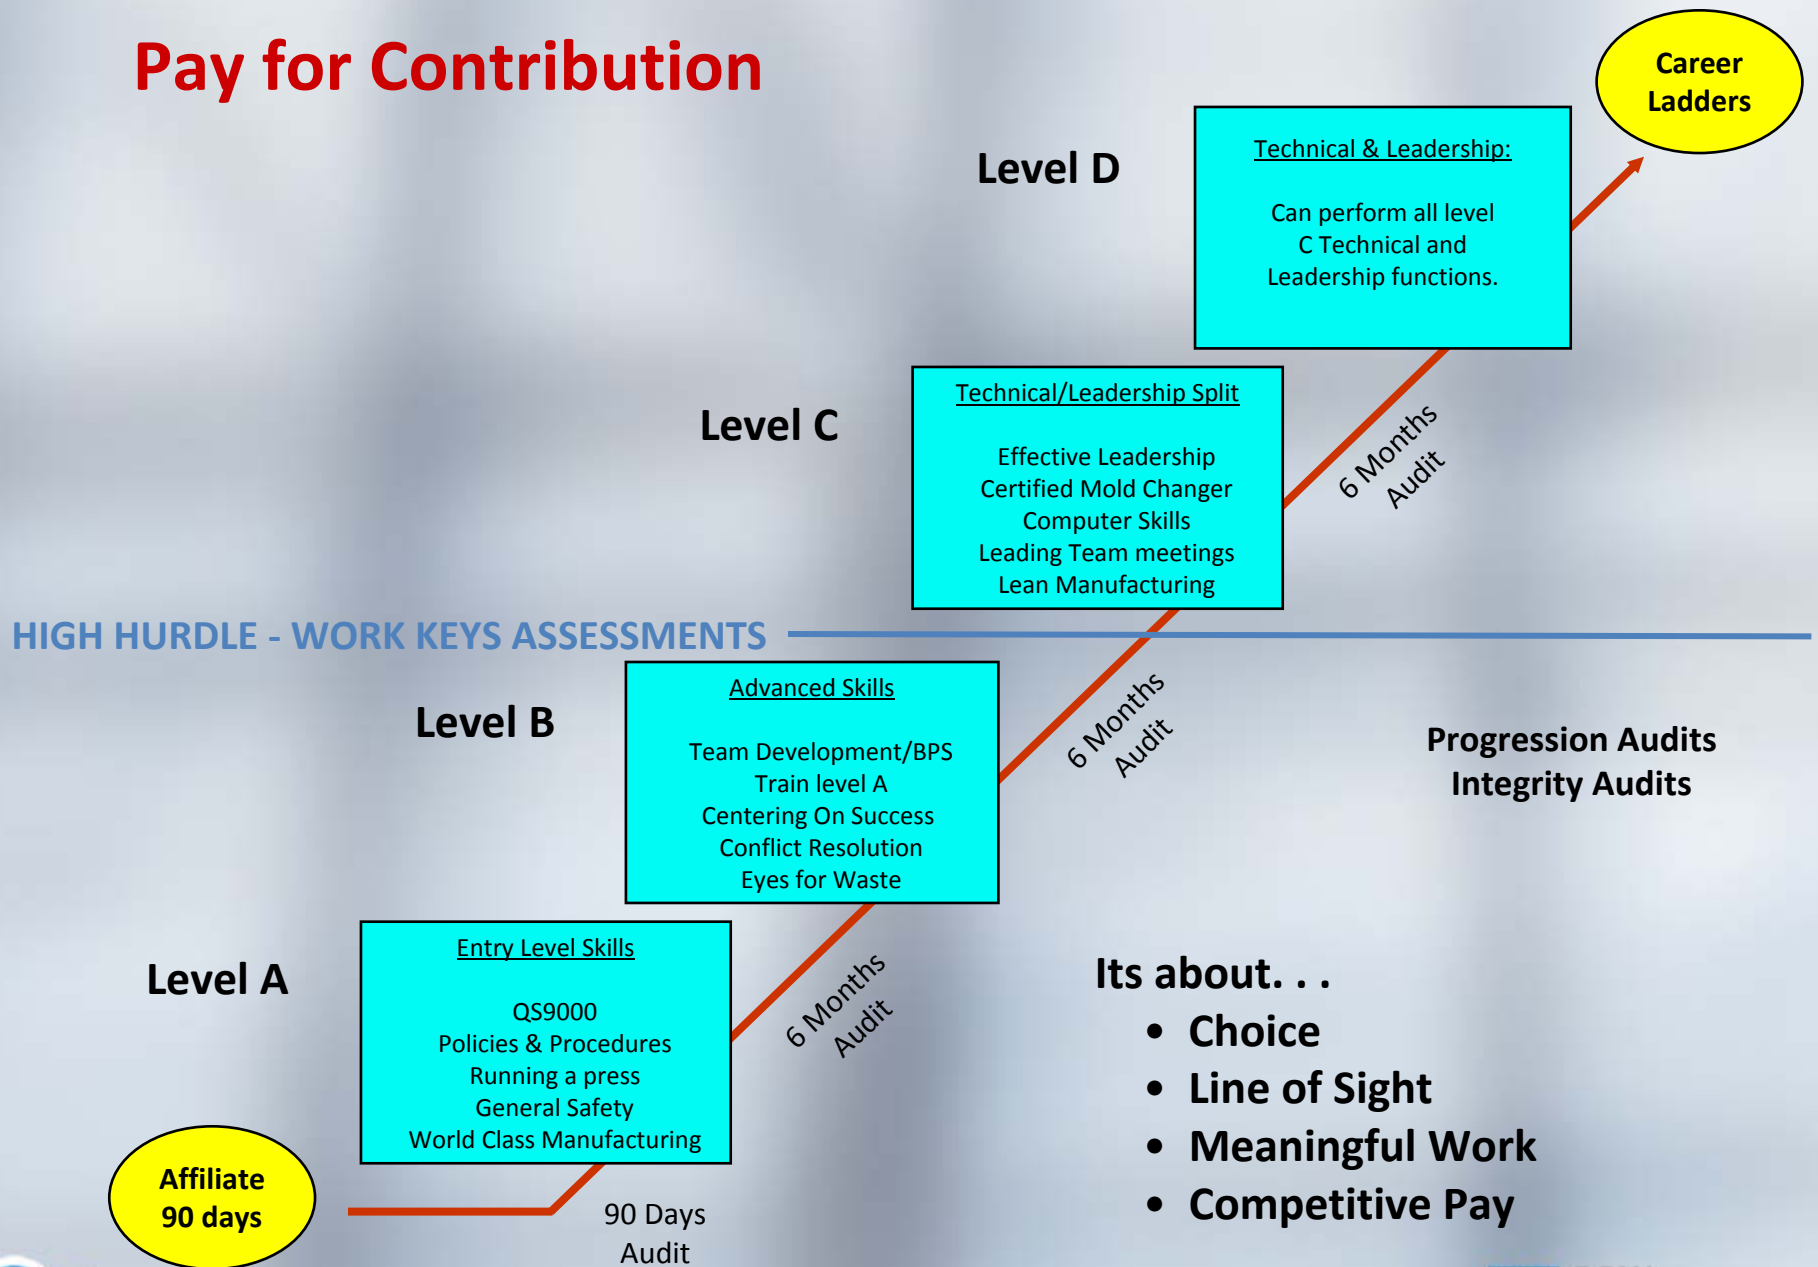 Pay for Contribution
Career
Ladders
Level D
Technical & Leadership:
Can perform all level
C Technical and
Leadership functions.
Level C
Technical/Leadership Split
Effective Leadership
Certified Mold Changer
Computer Skills
Leading Team meetings
Lean Manufacturing
6 Months
Audit
HIGH HURDLE - WORK KEYS ASSESSMENTS
Level B
Advanced Skills
Team Development/BPS
Train level A
Centering On Success
Conflict Resolution
Eyes for Waste
6 Months
Audit
Progression Audits
Integrity Audits
Level A
Entry Level Skills
QS9000
Policies & Procedures
Running a press
General Safety
World Class Manufacturing
6 Months
Audit
Its about. . .
• Choice
• Line of Sight
• Meaningful Work
• Competitive Pay
Affiliate
90 days
90 Days
Audit